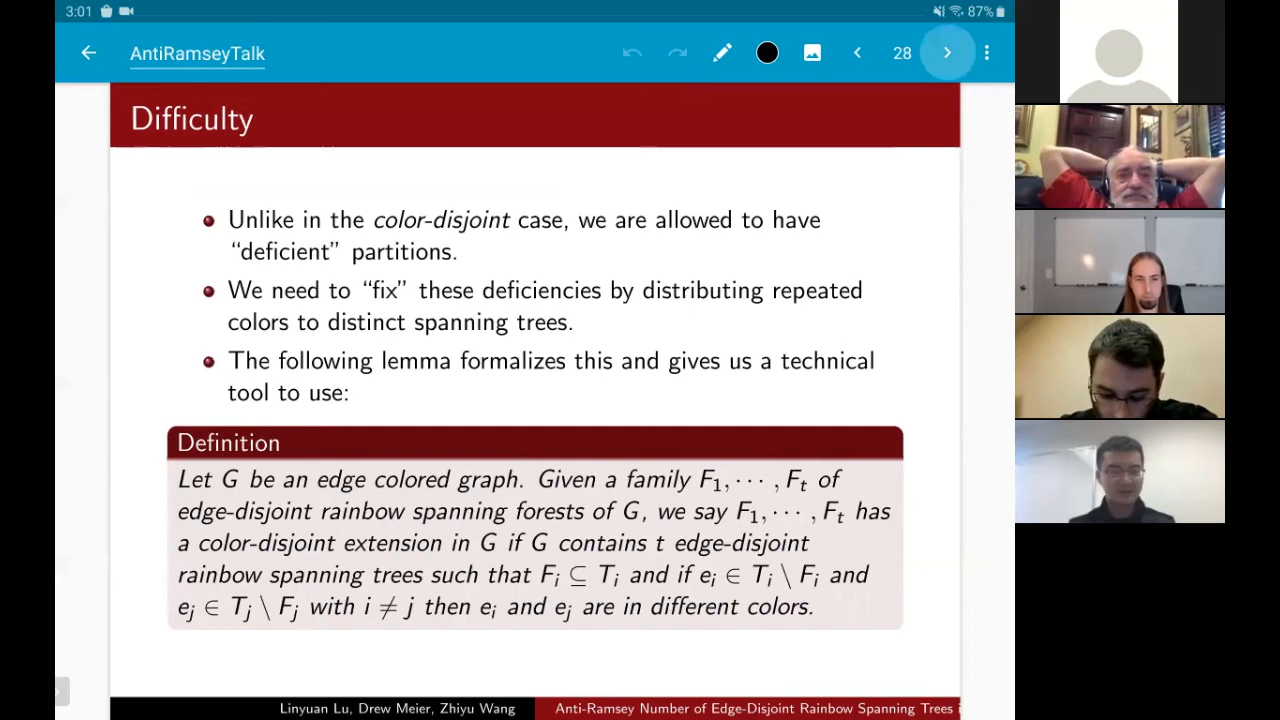 3:01
87%
AntiRamseyTalk
28
Difficulty
Unlike in the color-disjoint case, we are allowed to have
“deficient” partitions.
We need to “fix” these deficiencies by distributing repeated
colors to distinct spanning trees.
The following lemma formalizes this and gives us a technical
tool to use:
Definition
Let G be an edge colored graph. Given a family F₁, ⋯ , Fₜ of
edge-disjoint rainbow spanning forests of G, we say F₁, ⋯ , Fₜ has
a color-disjoint extension in G if G contains t edge-disjoint
rainbow spanning trees such that Fᵢ ⊆ Tᵢ and if eᵢ ∈ Tᵢ \ Fᵢ and
eⱼ ∈ Tⱼ \ Fⱼ with i ≠ j then eᵢ and eⱼ are in different colors.
Linyuan Lu, Drew Meier, Zhiyu Wang
Anti-Ramsey Number of Edge-Disjoint Rainbow Spanning Trees i